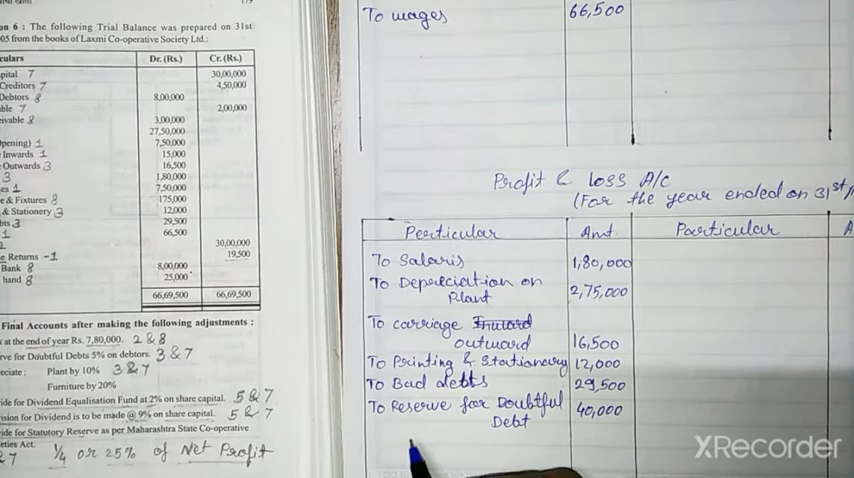 on 6 : The following Trial Balance was prepared on 31st
05 from the books of Laxmi Co-operative Society Ltd.:
culars Dr. (Rs.) Cr. (Rs.)
pital 7 30,00,000
Creditors 7 4,50,000
Debtors 8 8,00,000
ble 7 2,00,000
eivable 8 3,00,000
27,50,000
pening) 1 7,50,000
Inwards 1 15,000
Outwards 3 16,500
3 1,80,000
es 1 7,50,000
e & Fixtures 8 175,000
& Stationery 3 12,000
bts 3 29,500
1 66,500
2 30,00,000
e Returns -1 19,500
Bank 8 8,00,000
hand 8 25,000
66,69,500 66,69,500
Final Accounts after making the following adjustments :
k at the end of year Rs. 7,80,000. 2 & 8
rve for Doubtful Debts 5% on debtors. 3 & 7
reciate : Plant by 10% 3 & 7
Furniture by 20%
ide for Dividend Equalisation Fund at 2% on share capital. 5 & 7
vision for Dividend is to be made @ 9% on share capital. 5 & 7
vide for Statutory Reserve as per Maharashtra State Co-operative
eties Act.
& 7 1/4 or 25% of Net Profit
To wages 66,500
Profit & Loss A/c
(For the year ended on 31st/
Perticular Amt Particular A
To Salaris 1,80,000
To Depreciation on
Plant 2,75,000
To carriage Inward
outward 16,500
To Printing & Stationary 12,000
To Bad debts 29,500
To Reserve for Doubtful 40,000
Debt
XRecorder